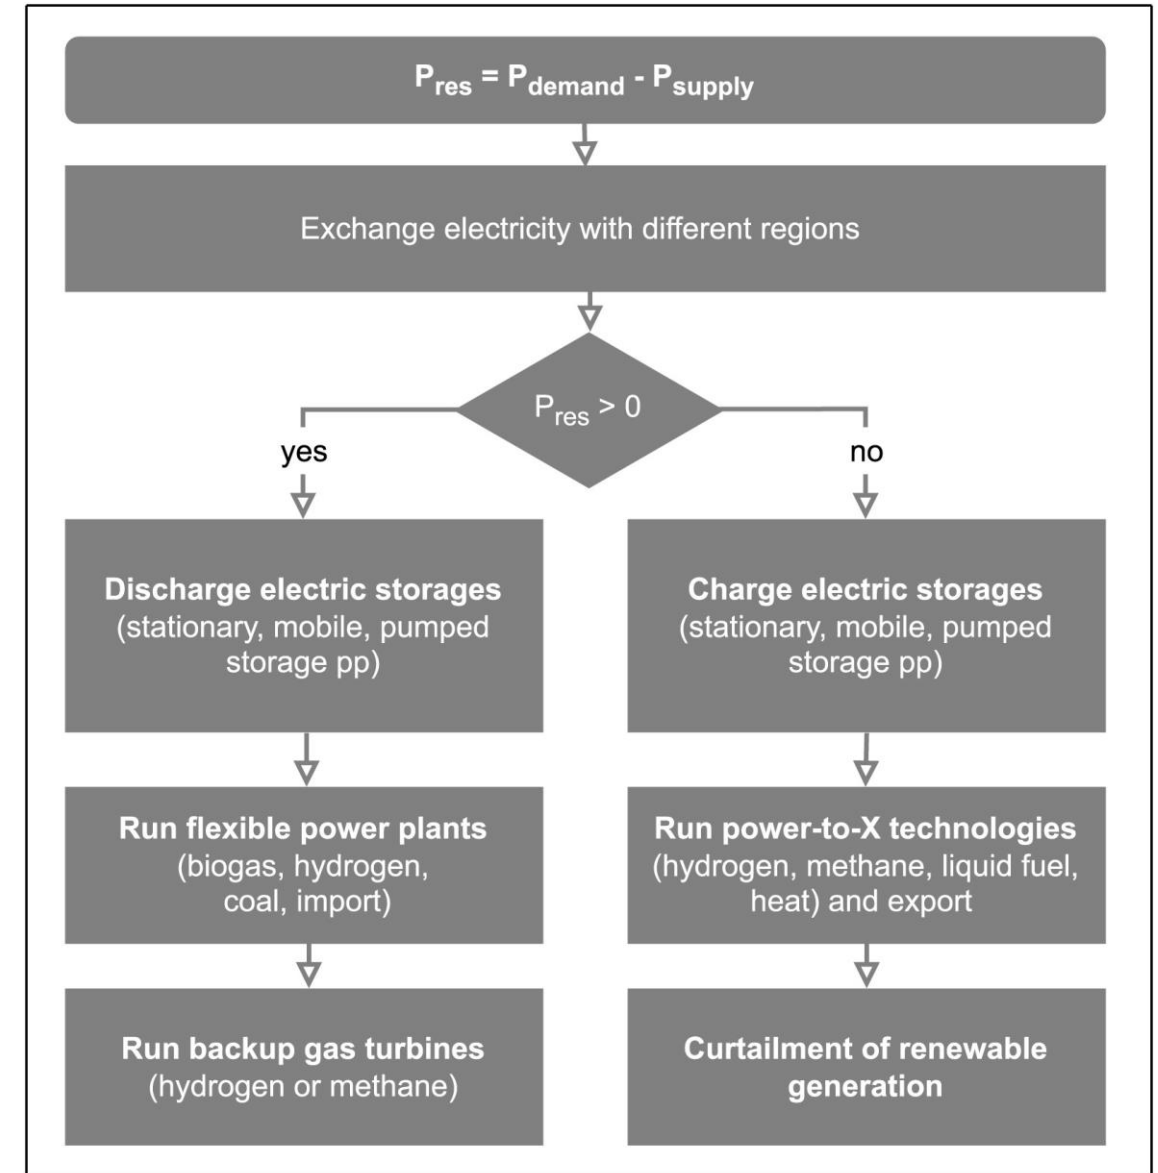 P_res = P_demand - P_supply
Exchange electricity with different regions
P_res > 0
yes
no
Discharge electric storages
(stationary, mobile, pumped
storage pp)
Charge electric storages
(stationary, mobile, pumped
storage pp)
Run flexible power plants
(biogas, hydrogen,
coal, import)
Run power-to-X technologies
(hydrogen, methane, liquid fuel,
heat) and export
Run backup gas turbines
(hydrogen or methane)
Curtailment of renewable
generation